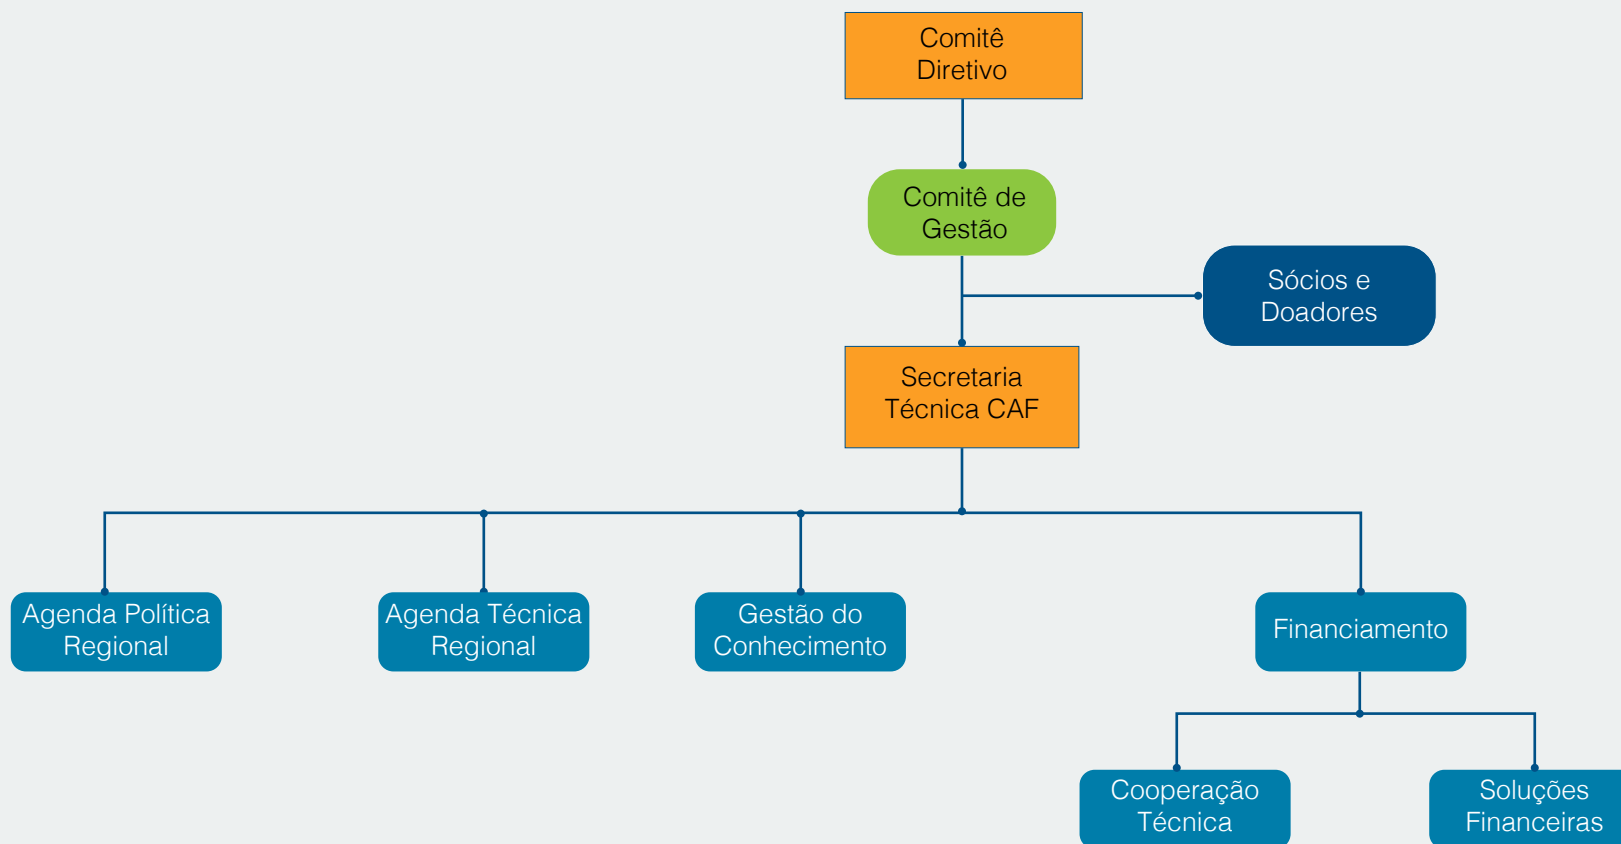 Comitê
Diretivo
Comitê de
Gestão
Sócios e
Doadores
Secretaria
Técnica CAF
Agenda Política
Regional
Agenda Técnica
Regional
Gestão do
Conhecimento
Financiamento
Cooperação
Técnica
Soluções
Financeiras